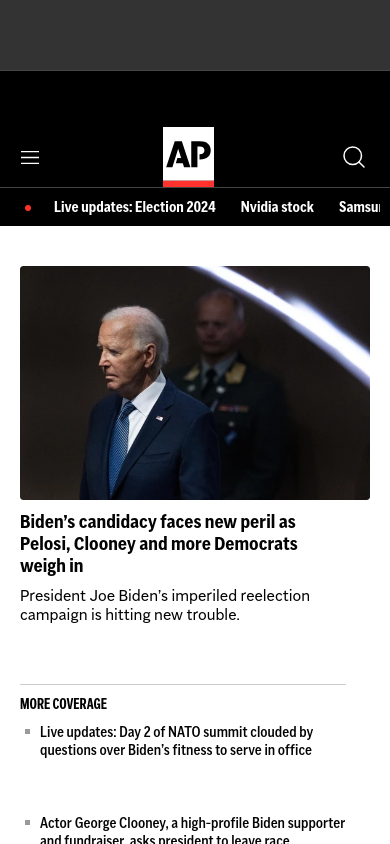 AP
Live updates: Election 2024 Nvidia stock
Biden’s candidacy faces new peril as
Pelosi, Clooney and more Democrats
weigh in
President Joe Biden’s imperiled reelection
campaign is hitting new trouble.
MORE COVERAGE
Live updates: Day 2 of NATO summit clouded by
questions over Biden’s fitness to serve in office
Actor George Clooney, a high-profile Biden supporter
and fundraiser, asks president to leave race